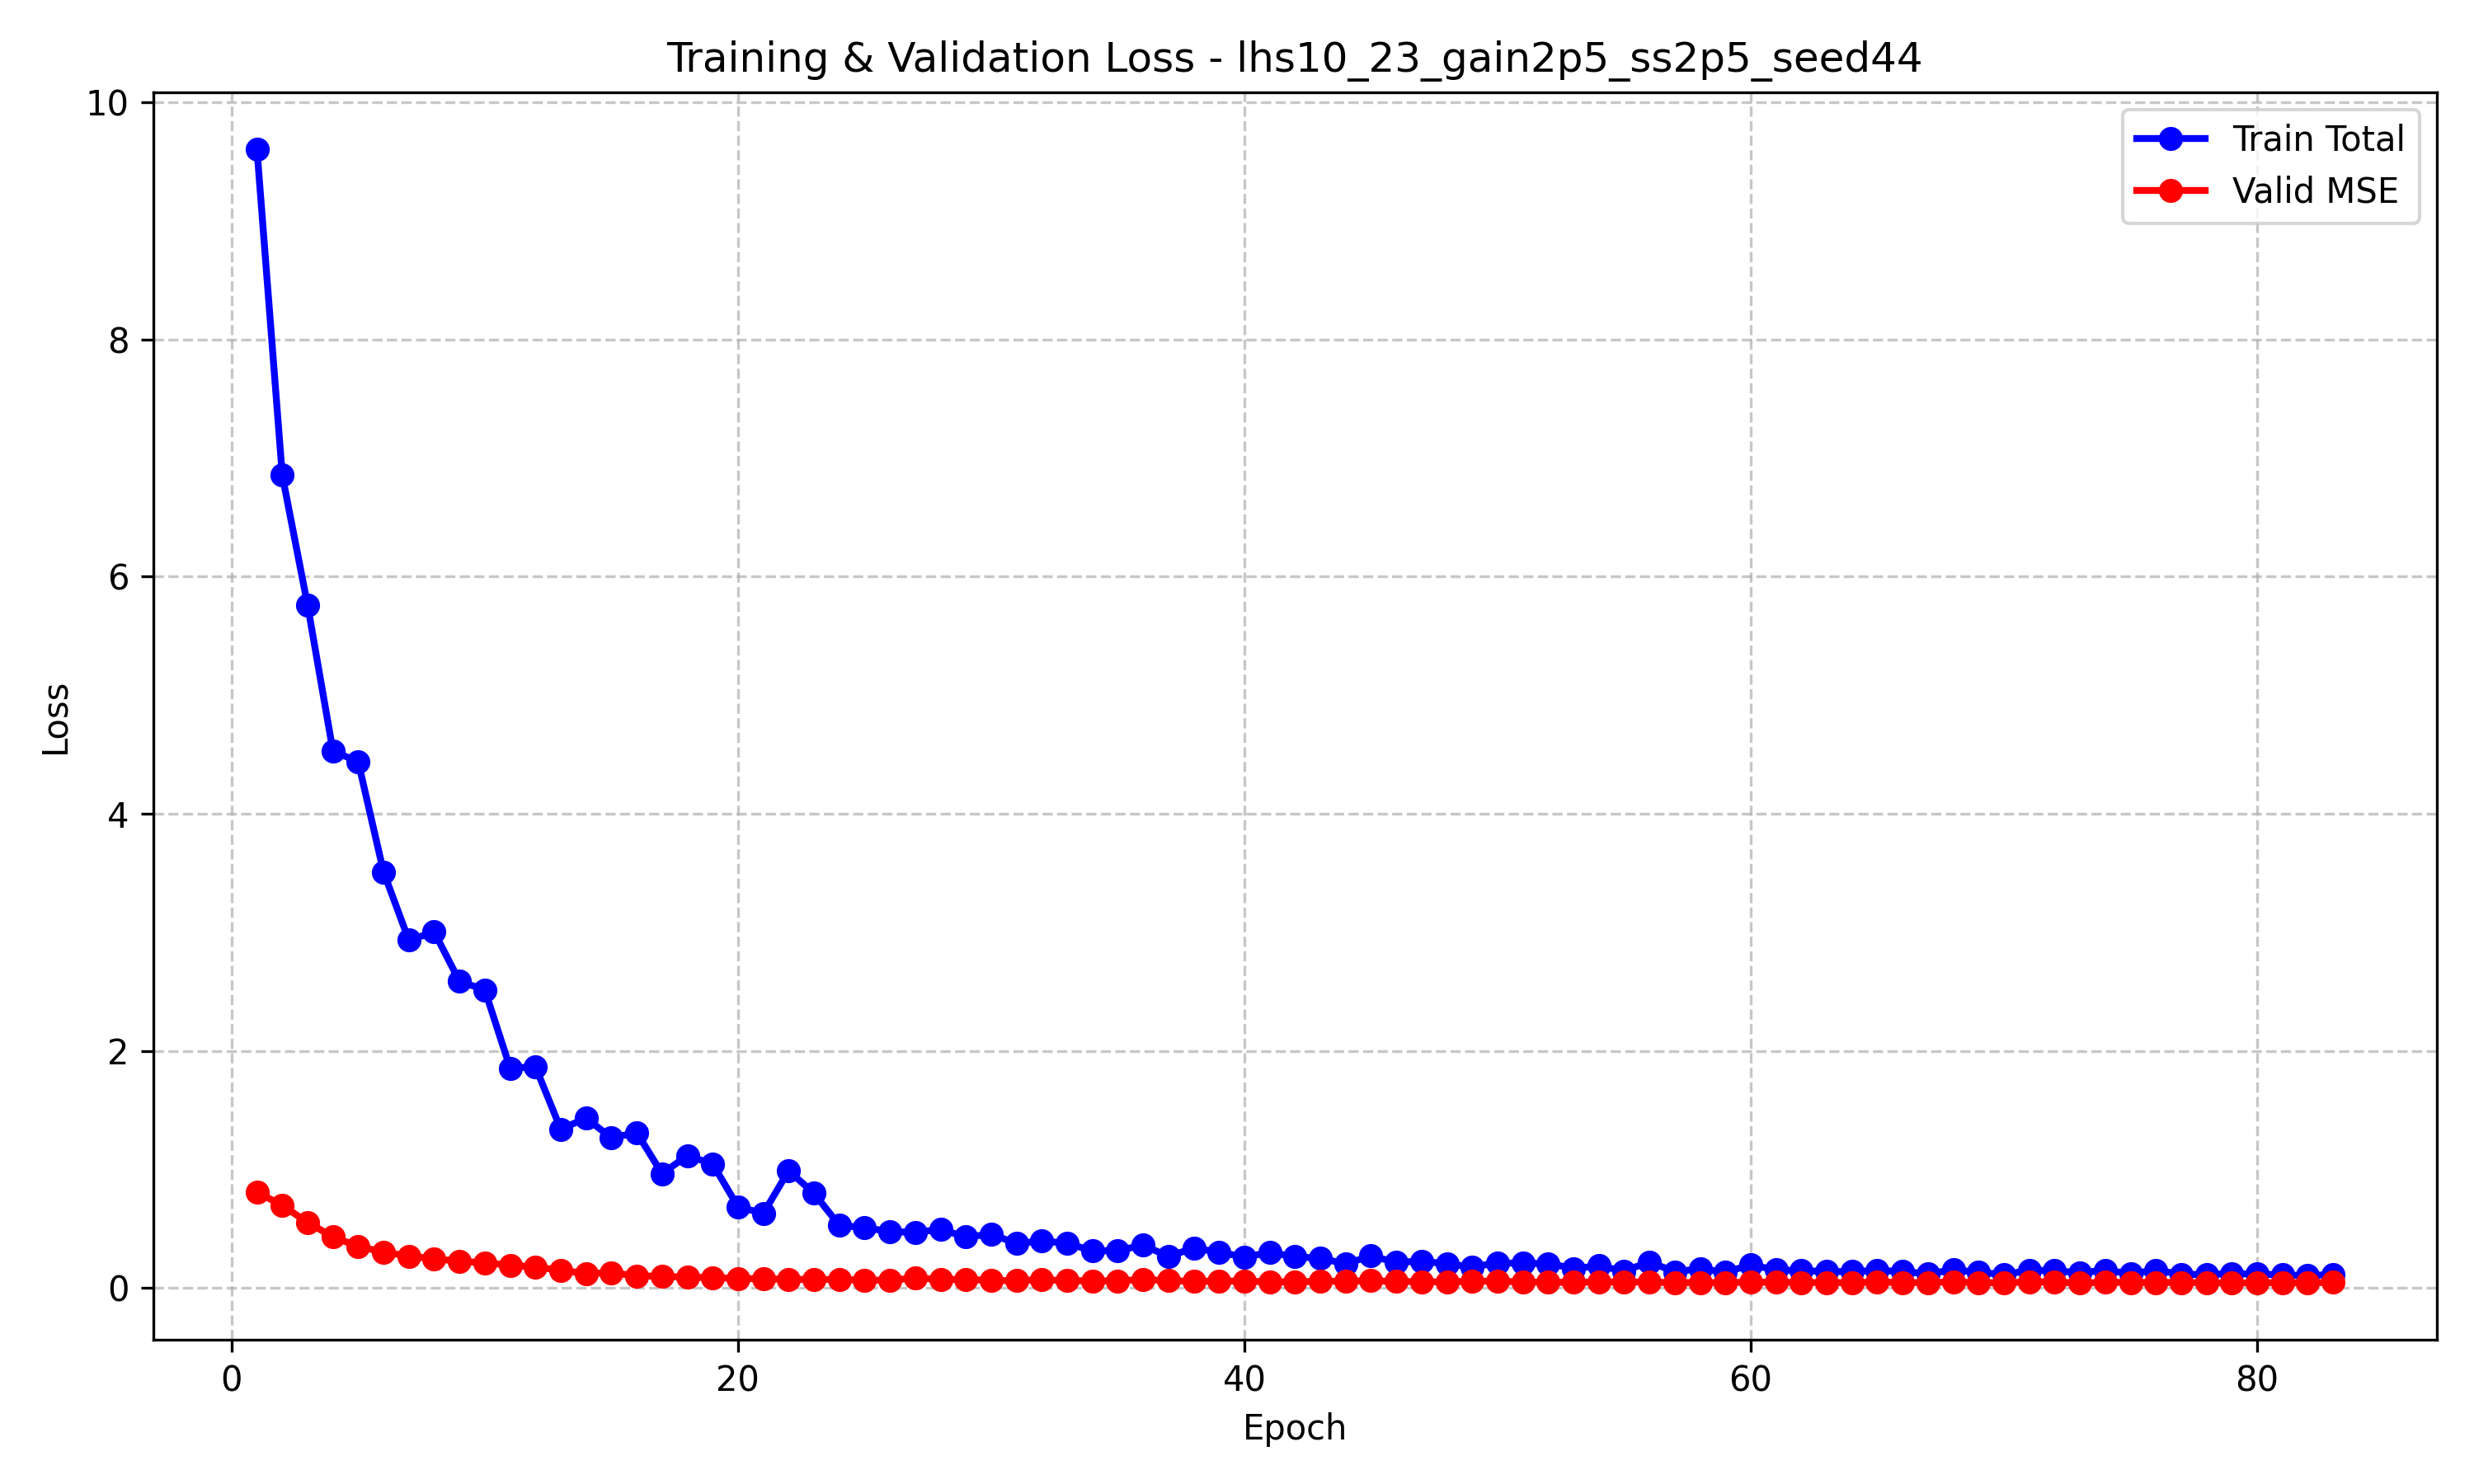 Training & Validation Loss - lhs10_23_gain2p5_ss2p5_seed44
Train Total
Valid MSE
10
8
6
4
2
0
Loss
0 20 40 60 80
Epoch